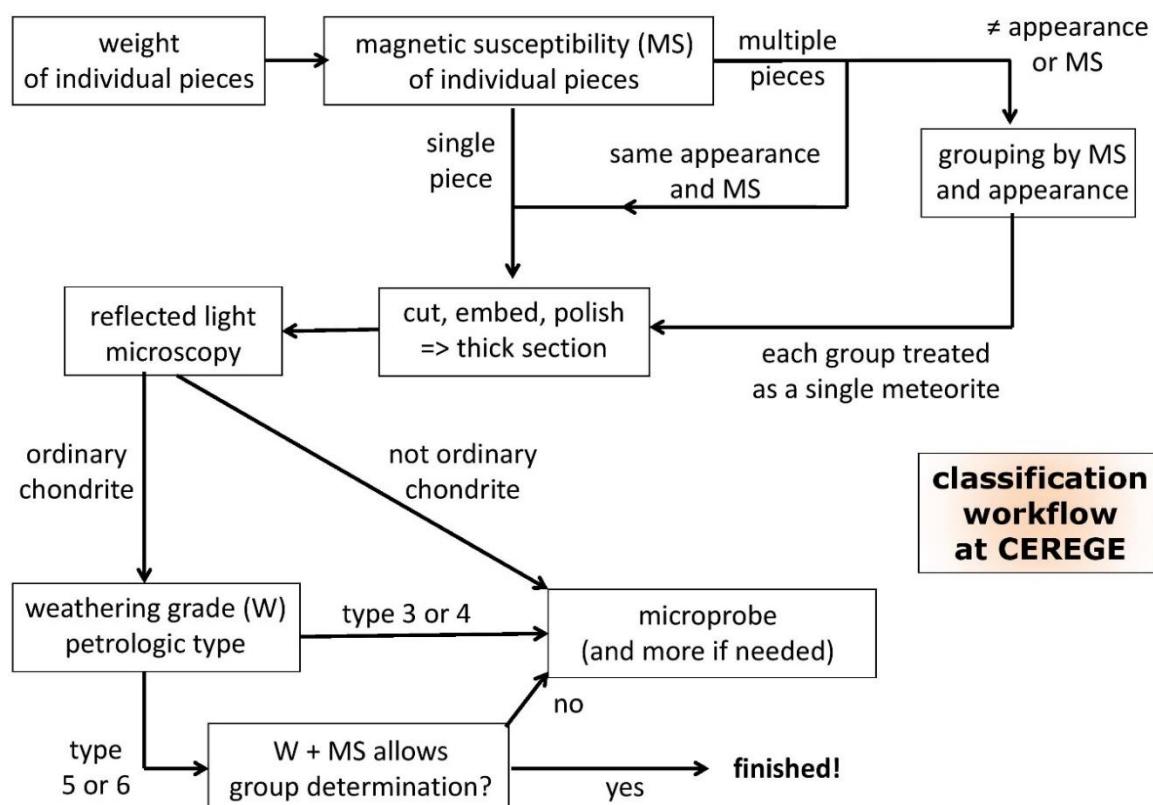 weight
of individual pieces
magnetic susceptibility (MS)
of individual pieces
multiple
pieces
≠ appearance
or MS
single
piece
same appearance
and MS
grouping by MS
and appearance
reflected light
microscopy
cut, embed, polish
=> thick section
each group treated
as a single meteorite
ordinary
chondrite
not ordinary
chondrite
classification
workflow
at CEREGE
weathering grade (W)
petrologic type
type 3 or 4
microprobe
(and more if needed)
no
type
5 or 6
W + MS allows
group determination?
yes
finished!